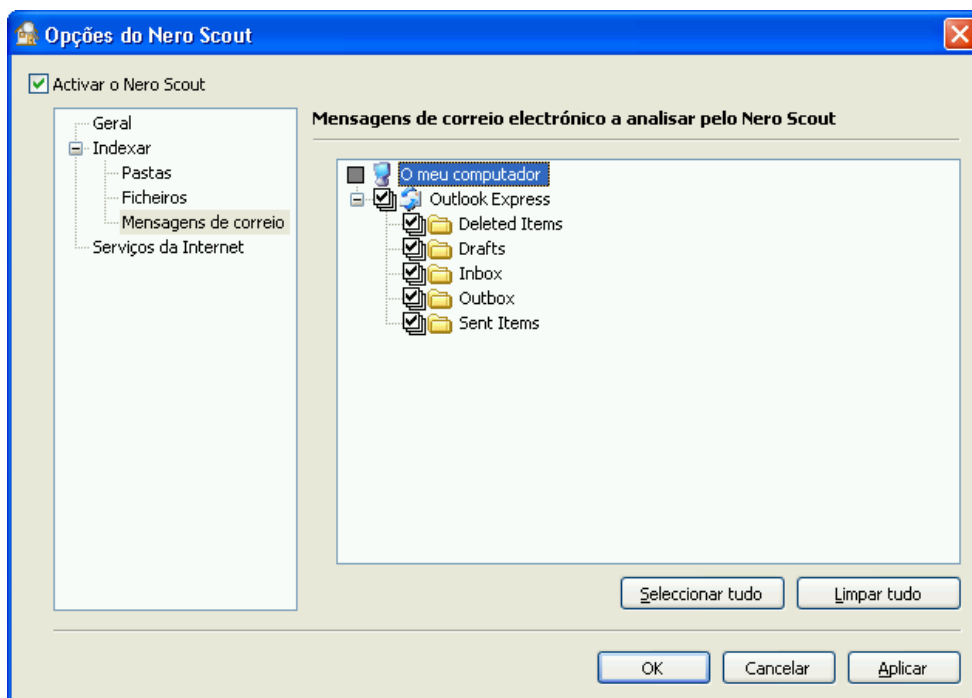 Opções do Nero Scout
Activar o Nero Scout
Geral
Indexar
Pastas
Ficheiros
Mensagens de correio
Serviços da Internet
Mensagens de correio electrónico a analisar pelo Nero Scout
O meu computador
Outlook Express
Deleted Items
Drafts
Inbox
Outbox
Sent Items
Seleccionar tudo
Limpar tudo
OK
Cancelar
Aplicar